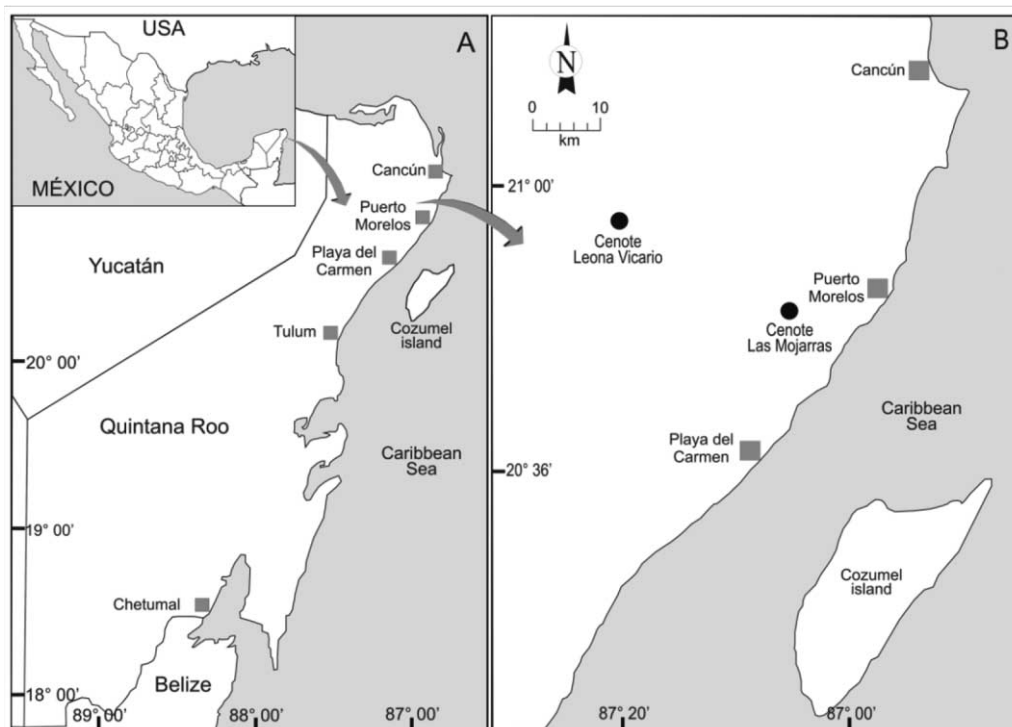 USA
MÉXICO
A
Cancún
Puerto
Morelos
Playa del
Carmen
Yucatán
Cozumel
island
Tulum
20° 00’
Quintana Roo
Caribbean
Sea
19° 00’
Chetumal
Belize
18° 00’
89° 00’
88° 00’
87° 00’
B
N
0
10
km
Cancún
21° 00’
Cenote
Leona Vicario
Puerto
Morelos
Cenote
Las Mojarras
Caribbean
Sea
Playa del
Carmen
20° 36’
Cozumel
island
87° 20’
87° 00’